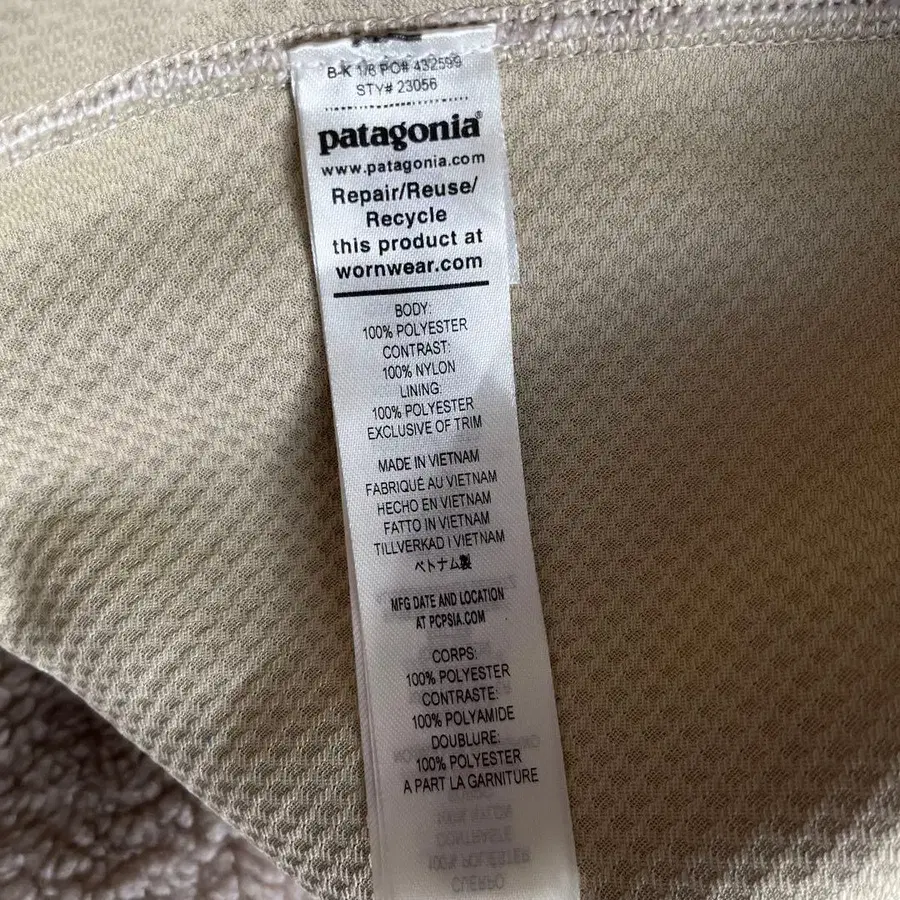 B-K 1/6 PO# 432599
STY# 23056
patagonia®
www.patagonia.com
Repair/Reuse/
Recycle
this product at
wornwear.com
BODY:
100% POLYESTER
CONTRAST:
100% NYLON
LINING:
100% POLYESTER
EXCLUSIVE OF TRIM
MADE IN VIETNAM
FABRIQUÉ AU VIETNAM
HECHO EN VIETNAM
FATTO IN VIETNAM
TILLVERKAD I VIETNAM
ベトナム製
MFG DATE AND LOCATION
AT PCPSIA.COM
CORPS:
100% POLYESTER
CONTRASTE:
100% POLYAMIDE
DOUBLURE:
100% POLYESTER
A PART LA GARNITURE